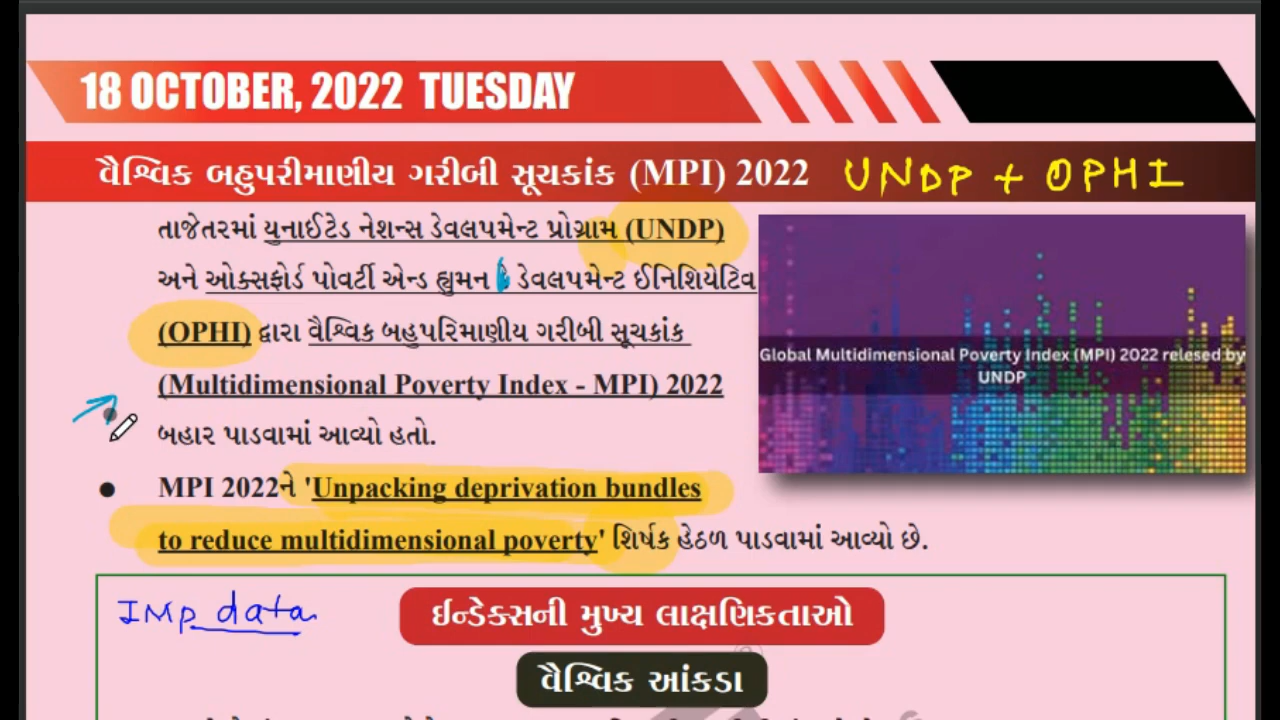 18 OCTOBER, 2022 TUESDAY
વૈશ્વિક બહુપરીમાણીય ગરીબી સૂચકાંક (MPI) 2022 UNDP + OPHI
તાજેતરમાં યુનાઈટેડ નેશન્સ ડેવલપમેન્ટ પ્રોગ્રામ (UNDP)
અને ઓક્સફોર્ડ પોવર્ટી એન્ડ હ્યુમન ડેવલપમેન્ટ ઈનિશિયેટિવ
(OPHI) દ્વારા વૈશ્વિક બહુપરિમાણીય ગરીબી સૂચકાંક
(Multidimensional Poverty Index - MPI) 2022
બહાર પાડવામાં આવ્યો હતો.
Global Multidimensional Poverty Index (MPI) 2022 relesed by
UNDP
● MPI 2022ને 'Unpacking deprivation bundles
to reduce multidimensional poverty' શિર્ષક હેઠળ પાડવામાં આવ્યો છે.
IMp data
ઈન્ડેક્સની મુખ્ય લાક્ષણિકતાઓ
વૈશ્વિક આંકડા